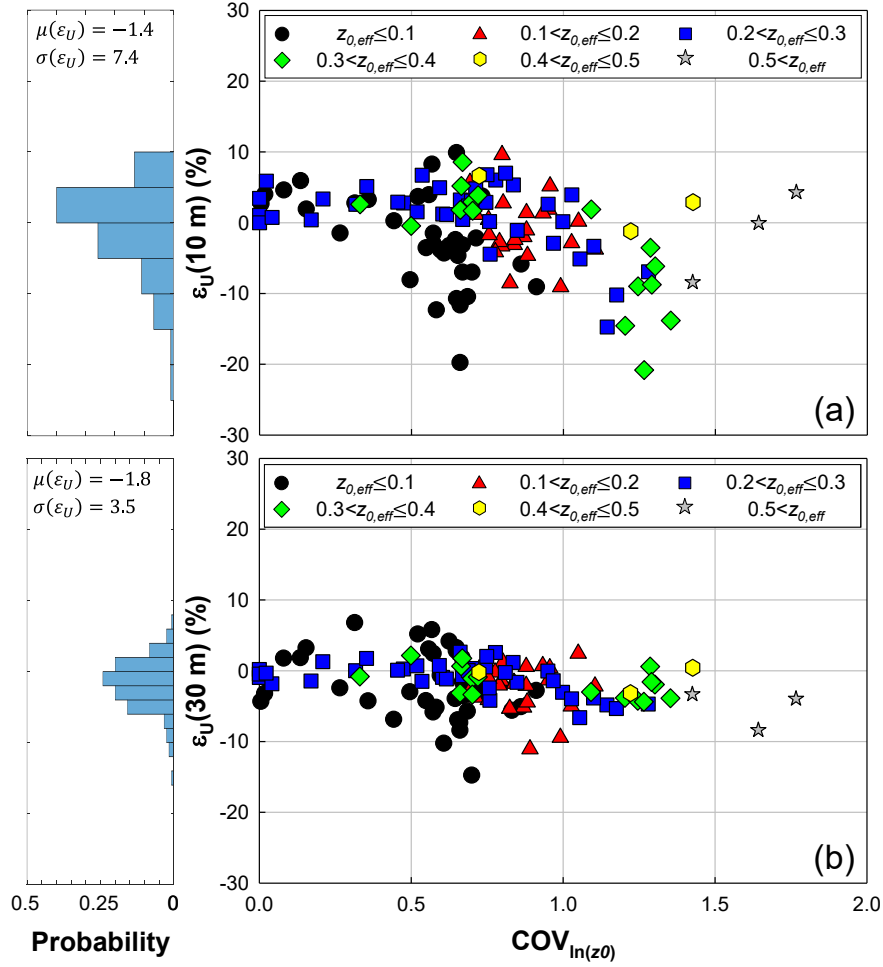 μ(ε_U) = −1.4
σ(ε_U) = 7.4
ε_U(10 m) (%)
30
20
10
0
-10
-20
-30
z_0,eff≤0.1 0.1<z_0,eff≤0.2 0.2<z_0,eff≤0.3
0.3<z_0,eff≤0.4 0.4<z_0,eff≤0.5 0.5<z_0,eff
(a)
μ(ε_U) = −1.8
σ(ε_U) = 3.5
ε_U(30 m) (%)
30
20
10
0
-10
-20
-30
z_0,eff≤0.1 0.1<z_0,eff≤0.2 0.2<z_0,eff≤0.3
0.3<z_0,eff≤0.4 0.4<z_0,eff≤0.5 0.5<z_0,eff
(b)
0.5 0.25 0 0.0 0.5 1.0 1.5 2.0
Probability COV_ln(z0)